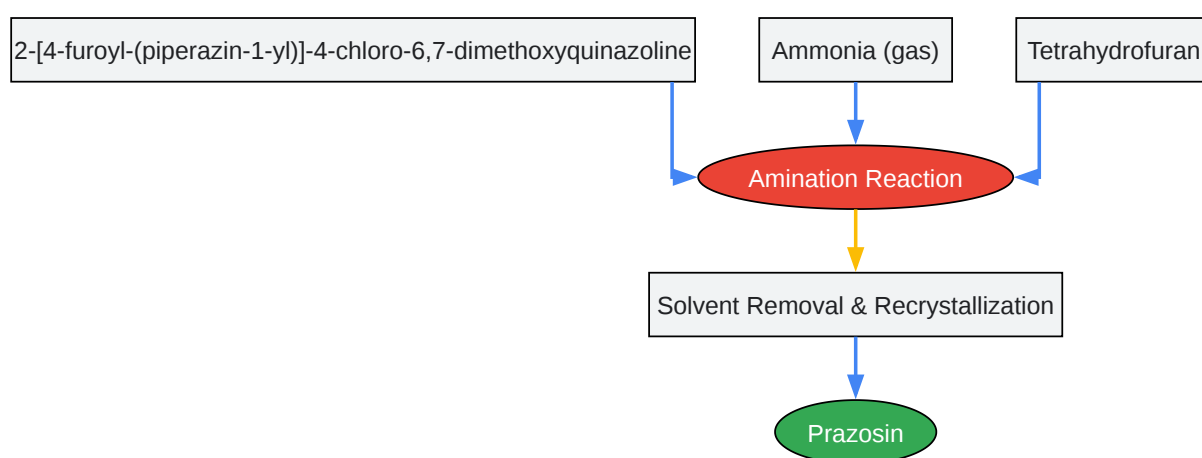 2-[4-furoyl-(piperazin-1-yl)]-4-chloro-6,7-dimethoxyquinazoline
Ammonia (gas)
Tetrahydrofuran
Amination Reaction
Solvent Removal & Recrystallization
Prazosin